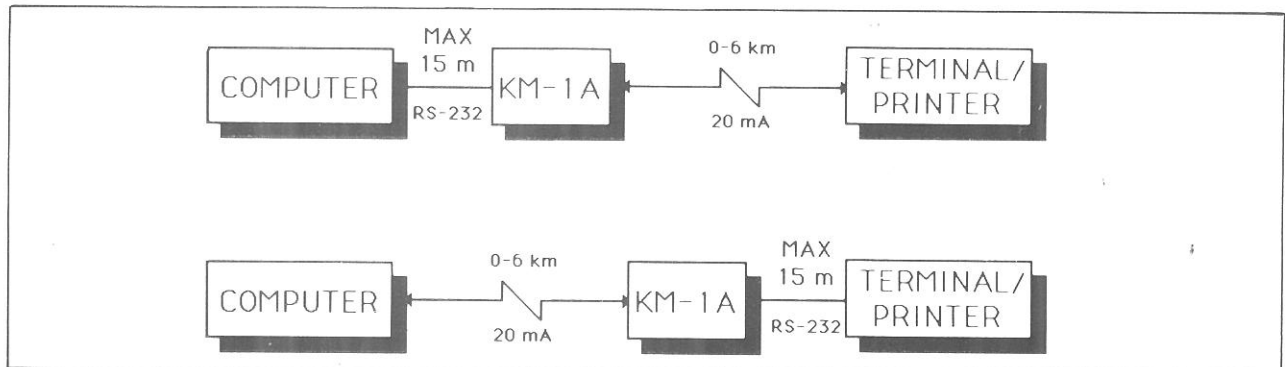 MAX
15 m
0-6 km
COMPUTER
KM-1A
TERMINAL/
PRINTER
RS-232
20 mA
MAX
15 m
0-6 km
COMPUTER
KM-1A
TERMINAL/
PRINTER
RS-232
20 mA